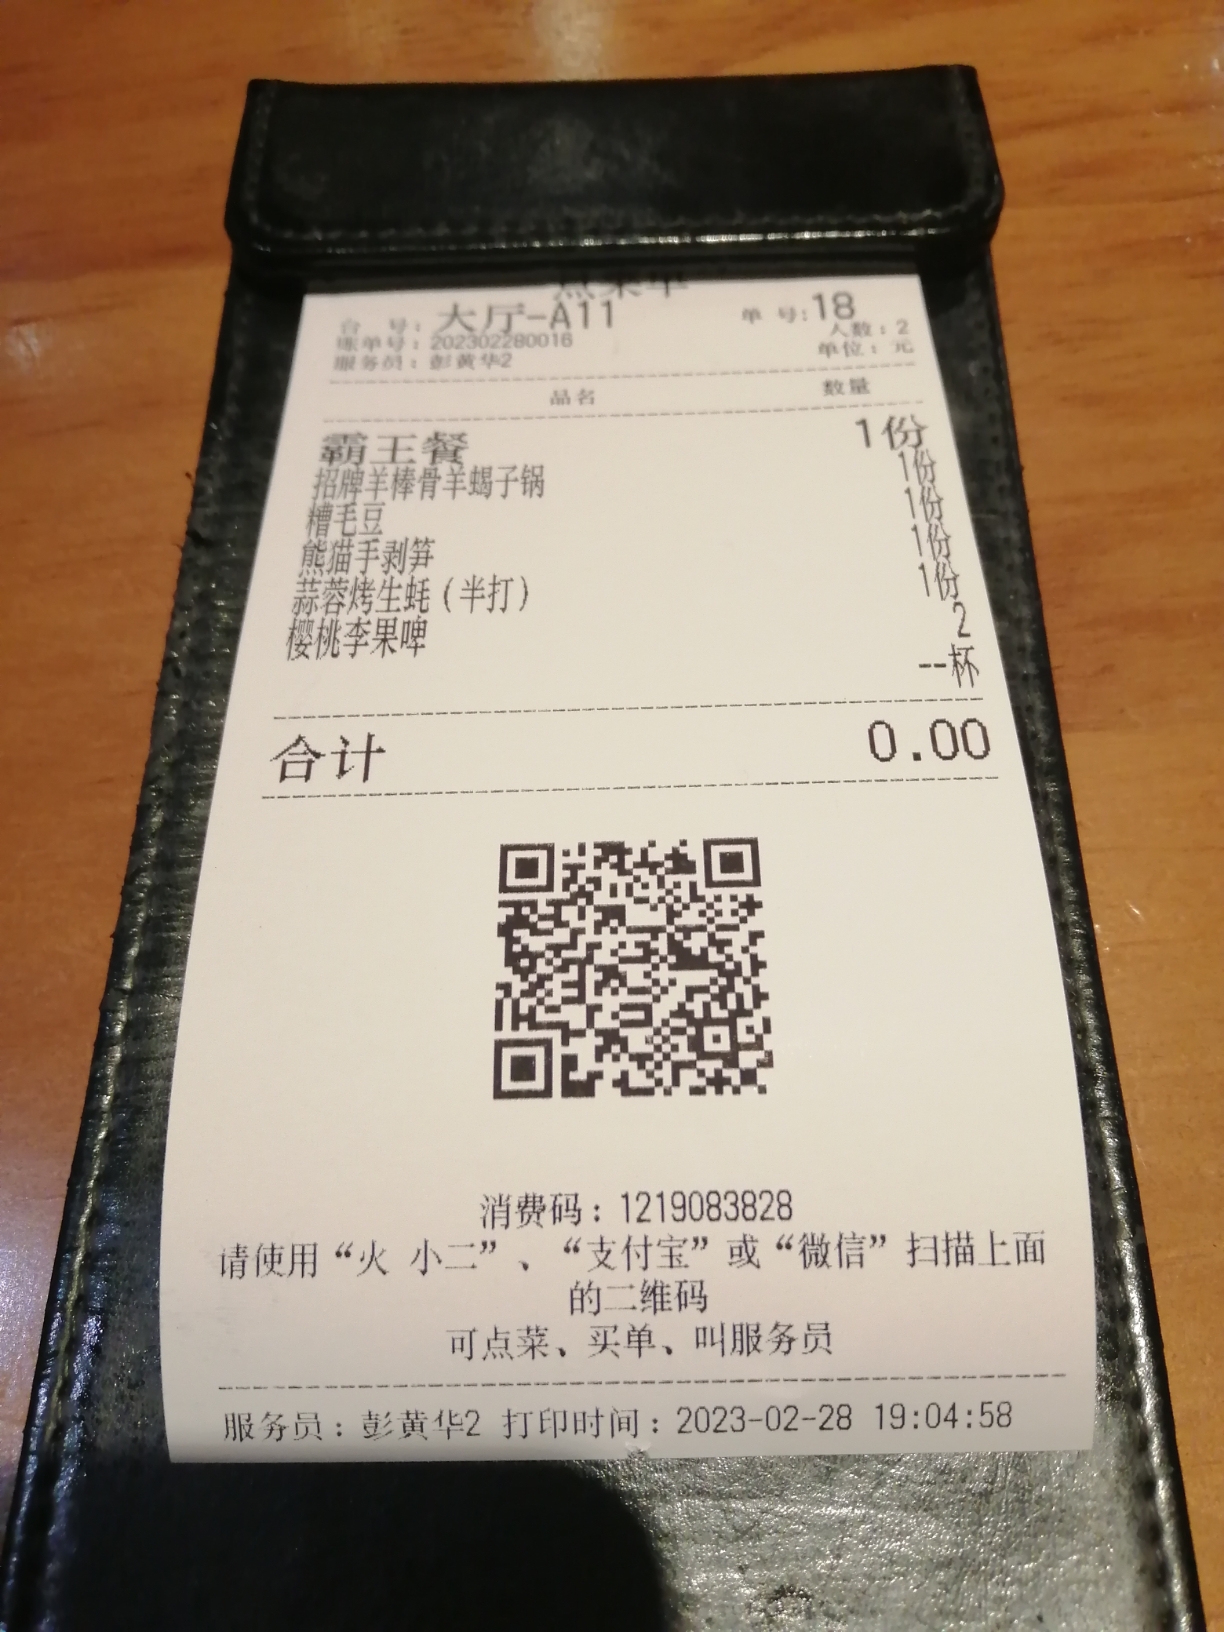 点菜单
台 号: 大厅-A11 单 号:18
账单号: 202302280016 人数: 2
服务员: 彭黄华2 单位: 元
品名 数量
霸王餐 1份
招牌羊棒骨羊蝎子锅 1份
糟毛豆 1份
熊猫手剥笋 1份
蒜蓉烤生蚝(半打) 1份
樱桃李果啤 2
--杯
合计 0.00
消费码: 1219083828
请使用“火 小二”、“支付宝”或“微信”扫描上面
的二维码
可点菜、买单、叫服务员
服务员: 彭黄华2 打印时间: 2023-02-28 19:04:58